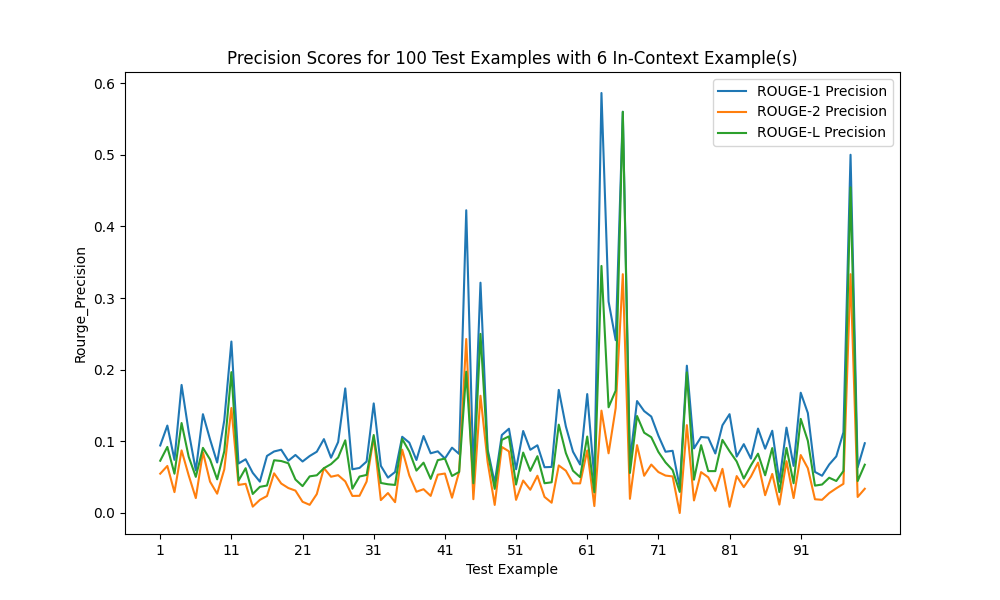 Precision Scores for 100 Test Examples with 6 In-Context Example(s)
ROUGE-1 Precision
ROUGE-2 Precision
ROUGE-L Precision
Rourge_Precision
0.6
0.5
0.4
0.3
0.2
0.1
0.0
1 11 21 31 41 51 61 71 81 91
Test Example